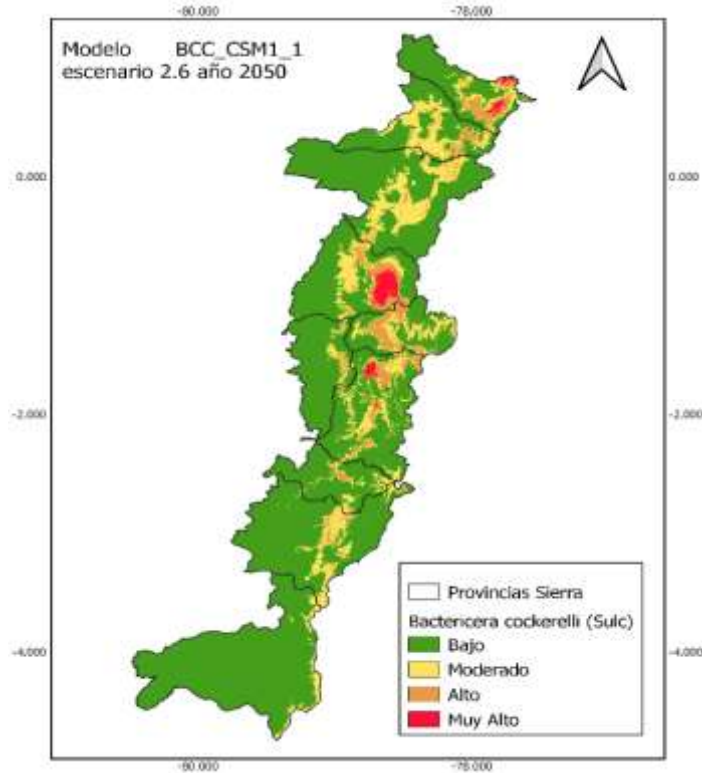 -80.000 -78.000
Modelo BCC_CSM1_1
escenario 2.6 año 2050
0.000 0.000
-2.000 -2.000
Provincias Sierra
Bactericera cockerelli (Sulc)
Bajo
-4.000 -4.000
Moderado
Alto
Muy Alto
-80.000 -78.000